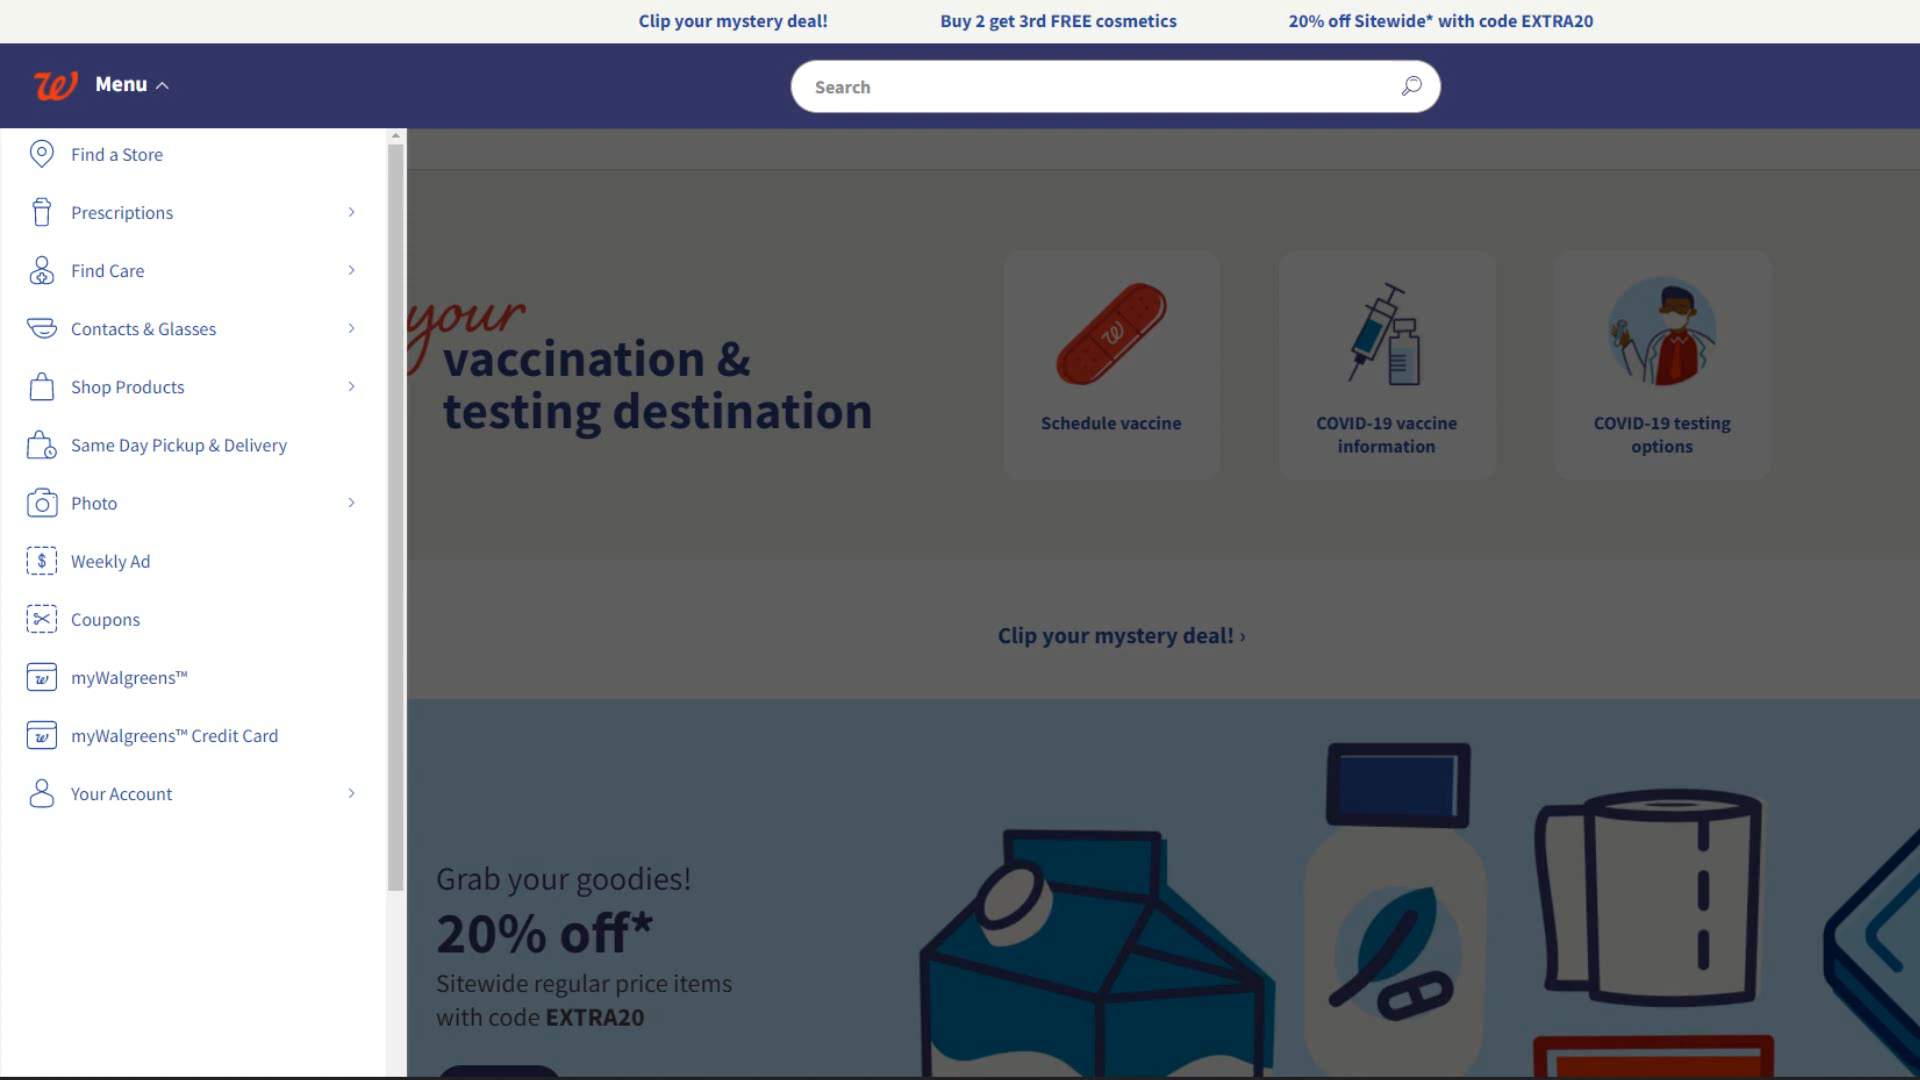 Clip your mystery deal!
Buy 2 get 3rd FREE cosmetics
20% off Sitewide* with code EXTRA20
Menu
Search
Find a Store
Prescriptions
Find Care
Contacts & Glasses
Shop Products
Same Day Pickup & Delivery
Photo
Weekly Ad
Coupons
myWalgreens™
myWalgreens™ Credit Card
Your Account
your
vaccination &
testing destination
Schedule vaccine
COVID-19 vaccine
information
COVID-19 testing
options
Clip your mystery deal! ›
Grab your goodies!
20% off*
Sitewide regular price items
with code EXTRA20